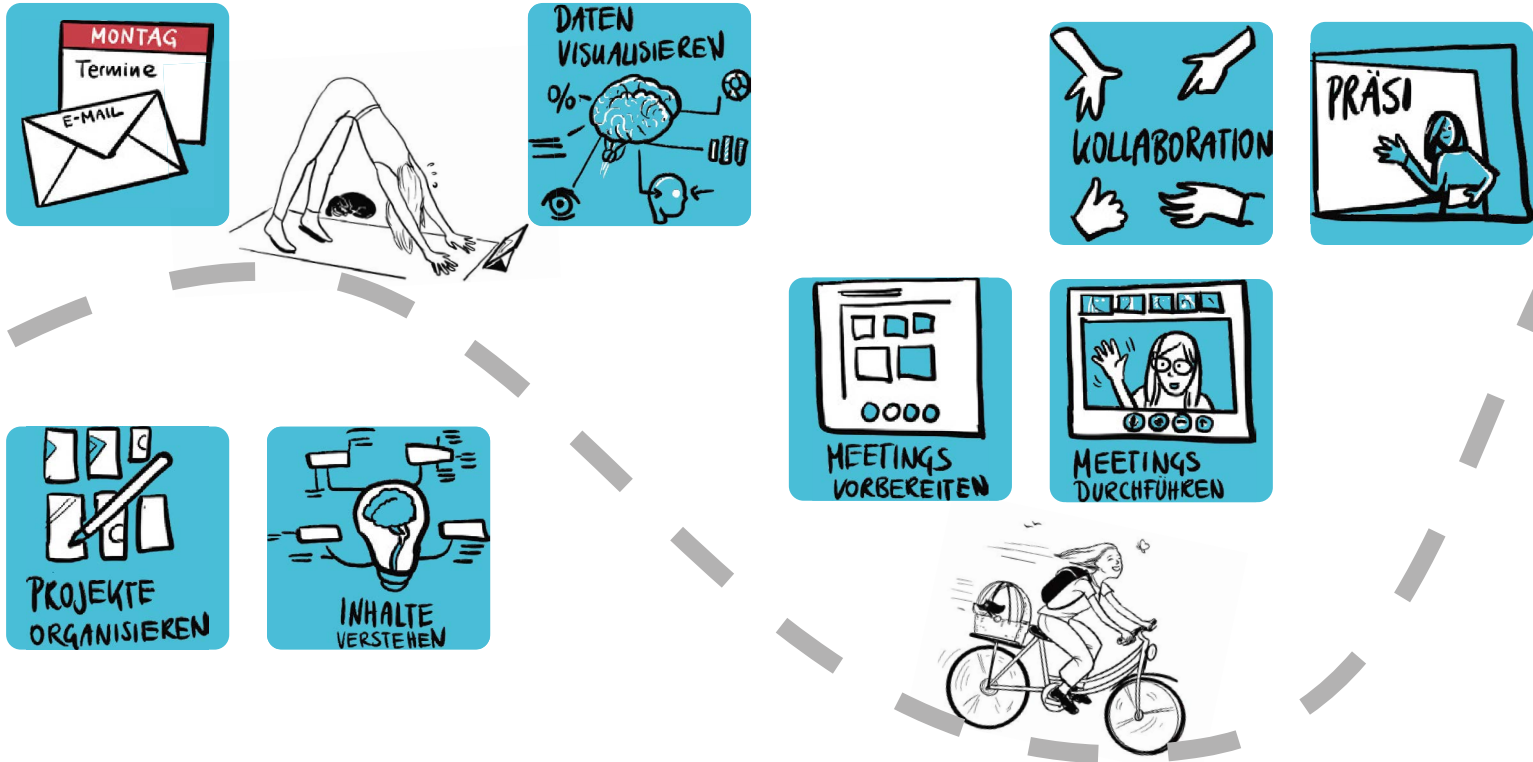 MONTAG
Termine
E-MAIL
DATEN
VISUALISIEREN
%
KOLLABORATION
PRÄSI
MEETINGS
VORBEREITEN
MEETINGS
DURCHFÜHREN
PROJEKTE
ORGANISIEREN
INHALTE
VERSTEHEN